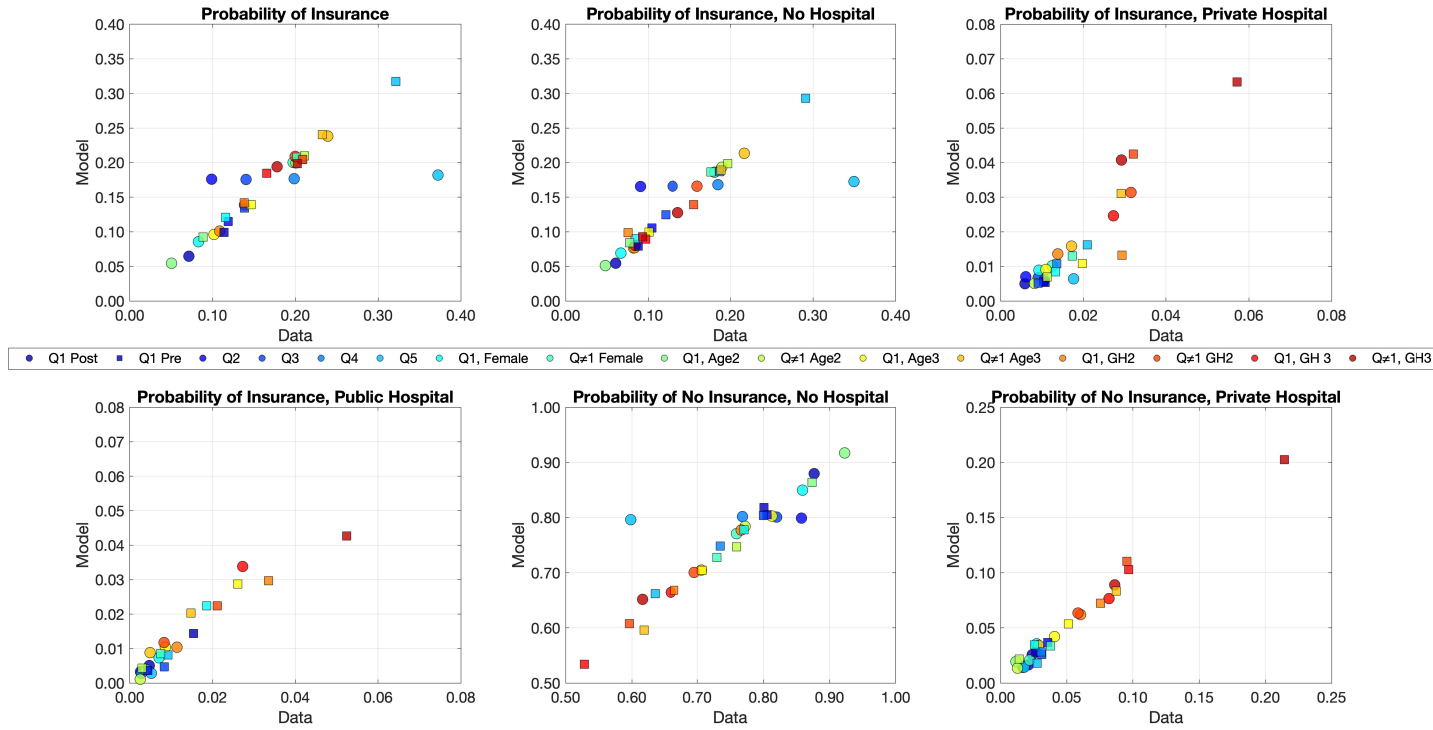 Probability of Insurance
Probability of Insurance, No Hospital
Probability of Insurance, Private Hospital
0.40
0.35
0.30
0.25
0.20
0.15
0.10
0.05
0.00
Model
0.00 0.10 0.20 0.30 0.40
Data
0.40
0.35
0.30
0.25
0.20
0.15
0.10
0.05
0.00
Model
0.00 0.10 0.20 0.30 0.40
Data
0.08
0.07
0.06
0.05
0.04
0.03
0.02
0.01
0.00
Model
0.00 0.02 0.04 0.06 0.08
Data
Q1 Post Q1 Pre Q2 Q3 Q4 Q5 Q1, Female Q≠1 Female Q1, Age2 Q≠1 Age2 Q1, Age3 Q≠1 Age3 Q1, GH2 Q≠1 GH2 Q1, GH 3 Q≠1, GH3
Probability of Insurance, Public Hospital
Probability of No Insurance, No Hospital
Probability of No Insurance, Private Hospital
0.08
0.07
0.06
0.05
0.04
0.03
0.02
0.01
0.00
Model
0.00 0.02 0.04 0.06 0.08
Data
1.00
0.90
0.80
0.70
0.60
0.50
Model
0.50 0.60 0.70 0.80 0.90 1.00
Data
0.25
0.20
0.15
0.10
0.05
0.00
Model
0.00 0.05 0.10 0.15 0.20 0.25
Data